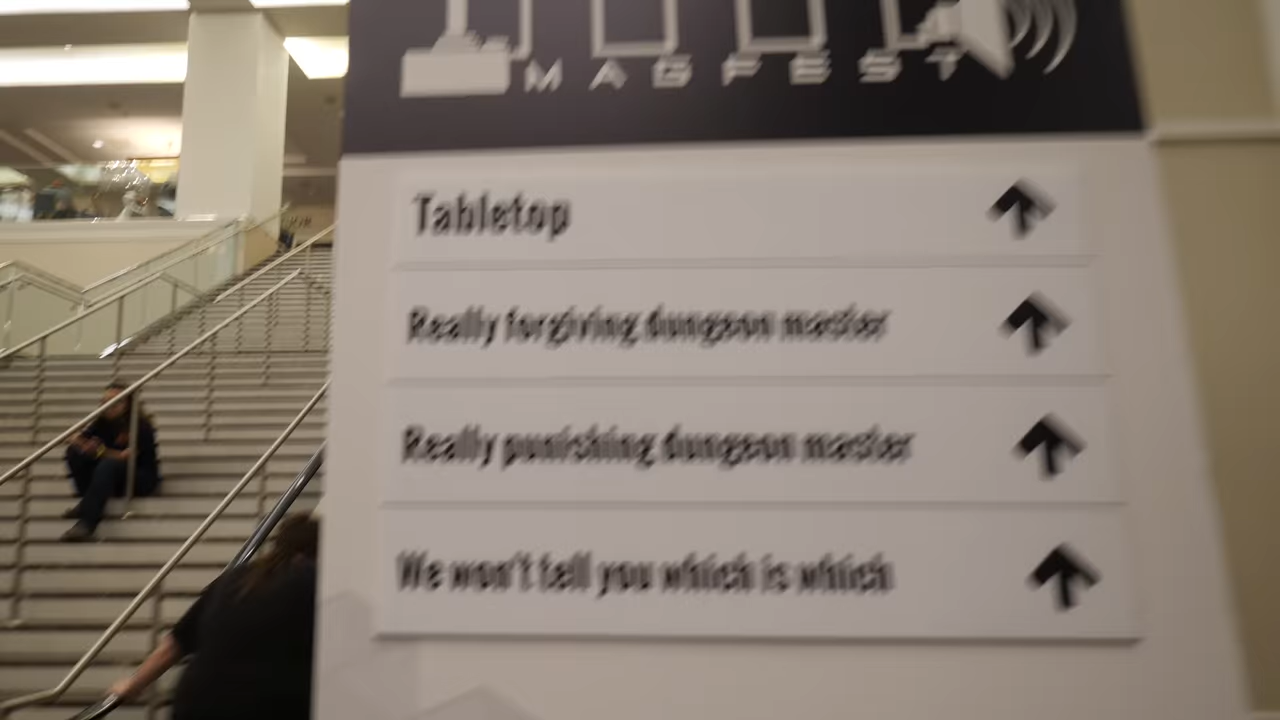 MAGFEST
Tabletop
Really forgiving dungeon master
Really punishing dungeon master
We won't tell you which is which